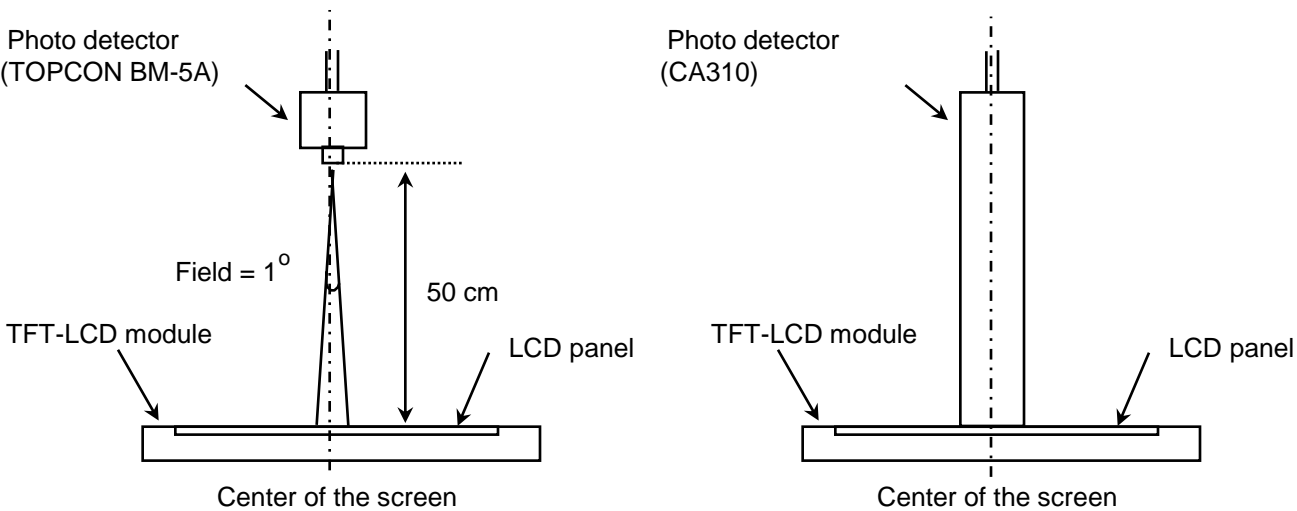 Photo detector
(TOPCON BM-5A)
Field = 1o
50 cm
TFT-LCD module
LCD panel
Center of the screen
Photo detector
(CA310)
TFT-LCD module
LCD panel
Center of the screen